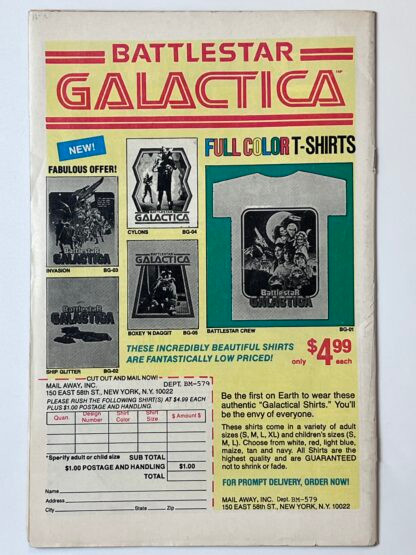 BATTLESTAR
GALACTICA™
NEW!
FULL COLOR T-SHIRTS
FABULOUS OFFER!
BATTLESTAR
GALACTICA
CYLONS BG-04
BATTLESTAR
GALACTICA
INVASION BG-03
BATTLESTAR
GALACTICA
BOXEY 'N DAGGIT BG-05
BATTLESTAR
GALACTICA
SHIP GLITTER BG-02
BATTLESTAR
GALACTICA
BATTLESTAR CREW BG-01
THESE INCREDIBLY BEAUTIFUL SHIRTS
ARE FANTASTICALLY LOW PRICED!
only $4.99 each
CUT OUT AND MAIL NOW!
MAIL AWAY, INC. DEPT. BM-579
150 EAST 58th ST., NEW YORK, N.Y. 10022
PLEASE RUSH THE FOLLOWING SHIRT(S) AT $4.99 EACH
PLUS $1.00 POSTAGE AND HANDLING.
Quan. Design Number Shirt Color Shirt Size $ Amount $
*Specify adult or child size SUB TOTAL
$1.00 POSTAGE AND HANDLING $1.00
TOTAL
Name
Address
City State Zip
Be the first on Earth to wear these
authentic "Galactical Shirts." You'll
be the envy of everyone.
These shirts come in a variety of adult
sizes (S, M, L, XL) and children's sizes (S,
M, L). Choose from white, red, light blue,
maize, tan and navy. All Shirts are the
highest quality and are GUARANTEED
not to shrink or fade.
FOR PROMPT DELIVERY, ORDER NOW!
MAIL AWAY, INC. Dept. BM-579
150 EAST 58th ST., NEW YORK, N.Y. 10022